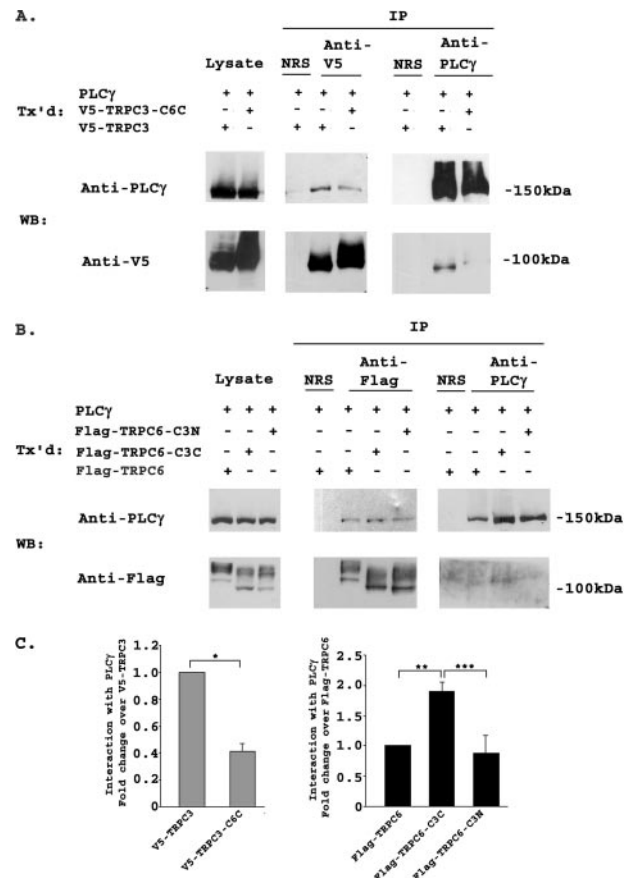 A.
IP
Anti-
V5
Anti-
PLCγ
Lysate NRS NRS
PLCγ + + + + + + + +
Tx'd: V5-TRPC3-C6C - + - - + - - +
V5-TRPC3 + - + + - + + -
Anti-PLCγ -150kDa
WB:
Anti-V5 -100kDa
B.
IP
Anti-
Flag
Anti-
PLCγ
Lysate NRS NRS
PLCγ + + + + + + + + + + +
Flag-TRPC6-C3N - - + - - - + - - - +
Tx'd: Flag-TRPC6-C3C - + - - - + - - - + -
Flag-TRPC6 + - - + + - - + + - -
Anti-PLCγ -150kDa
WB:
Anti-Flag -100kDa
C.
Interaction with PLCγ
Fold change over V5-TRPC3
1.2
1.0
0.8
0.6
0.4
0.2
0
*
V5-TRPC3
V5-TRPC3-C6C
Interaction with PLCγ
Fold change over Flag-TRPC6
2.5
2.0
1.5
1.0
0.5
0
** ***
Flag-TRPC6
Flag-TRPC6-C3C
Flag-TRPC6-C3N